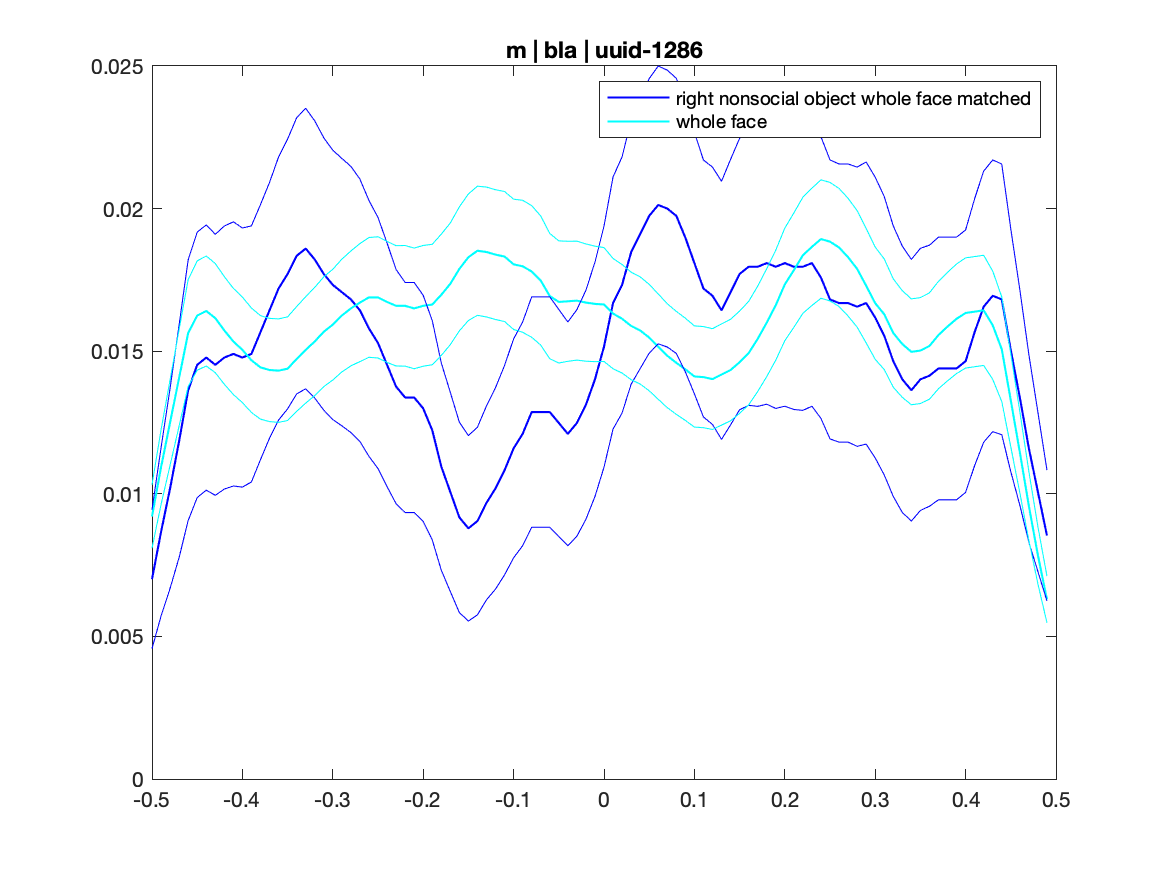 m | bla | uuid-1286
right nonsocial object whole face matched
whole face
0.025
0.02
0.015
0.01
0.005
0
-0.5 -0.4 -0.3 -0.2 -0.1 0 0.1 0.2 0.3 0.4 0.5